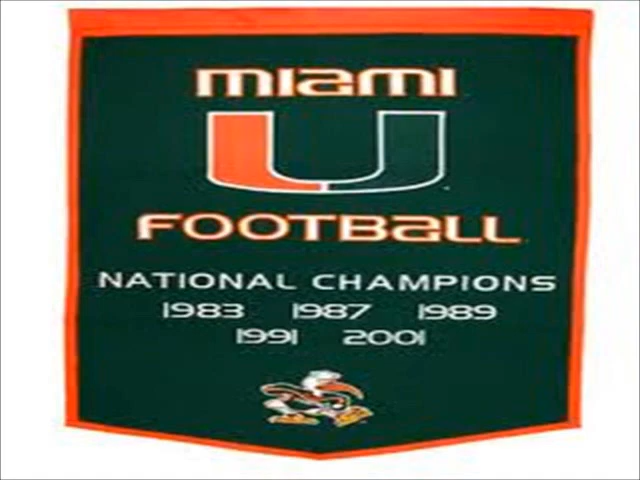 MIAMI
U
FOOTBALL
NATIONAL CHAMPIONS
1983 1987 1989
1991 2001